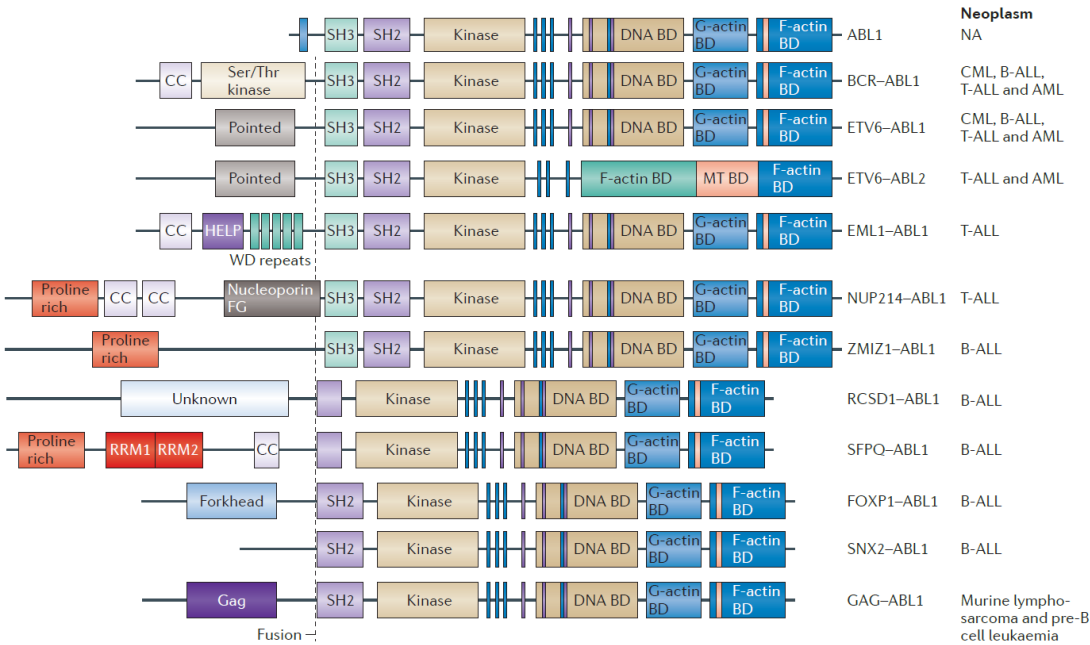 Neoplasm
SH3 SH2 Kinase DNA BD G-actin BD F-actin BD ABL1 NA
CC Ser/Thr kinase SH3 SH2 Kinase DNA BD G-actin BD F-actin BD BCR–ABL1 CML, B-ALL,
T-ALL and AML
Pointed SH3 SH2 Kinase DNA BD G-actin BD F-actin BD ETV6–ABL1 CML, B-ALL,
T-ALL and AML
Pointed SH3 SH2 Kinase F-actin BD MT BD F-actin BD ETV6–ABL2 T-ALL and AML
CC HELP SH3 SH2 Kinase DNA BD G-actin BD F-actin BD EML1–ABL1 T-ALL
WD repeats
Proline rich CC CC Nucleoporin FG SH3 SH2 Kinase DNA BD G-actin BD F-actin BD NUP214–ABL1 T-ALL
Proline rich SH3 SH2 Kinase DNA BD G-actin BD F-actin BD ZMIZ1–ABL1 B-ALL
Unknown Kinase DNA BD G-actin BD F-actin BD RCSD1–ABL1 B-ALL
Proline rich RRM1 RRM2 CC Kinase DNA BD G-actin BD F-actin BD SFPQ–ABL1 B-ALL
Forkhead SH2 Kinase DNA BD G-actin BD F-actin BD FOXP1–ABL1 B-ALL
SH2 Kinase DNA BD G-actin BD F-actin BD SNX2–ABL1 B-ALL
Gag SH2 Kinase DNA BD G-actin BD F-actin BD GAG–ABL1 Murine lympho-
sarcoma and pre-B
cell leukaemia
Fusion